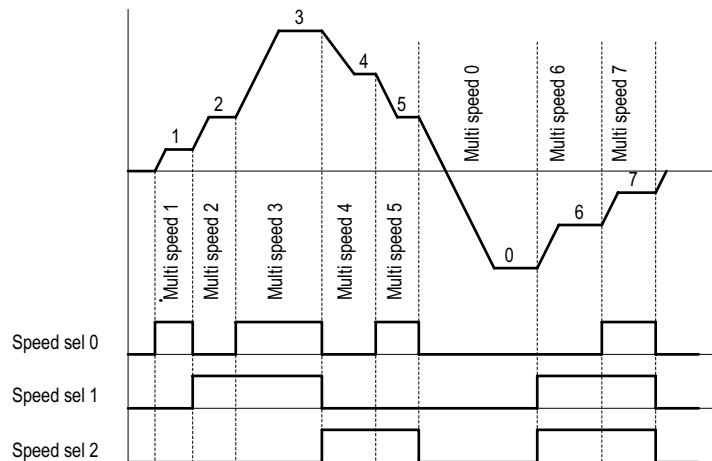 3
4
2
5
1
Multi speed 0
Multi speed 6
Multi speed 7
7
6
0
Multi speed 1
Multi speed 2
Multi speed 3
Multi speed 4
Multi speed 5
Speed sel 0
Speed sel 1
Speed sel 2